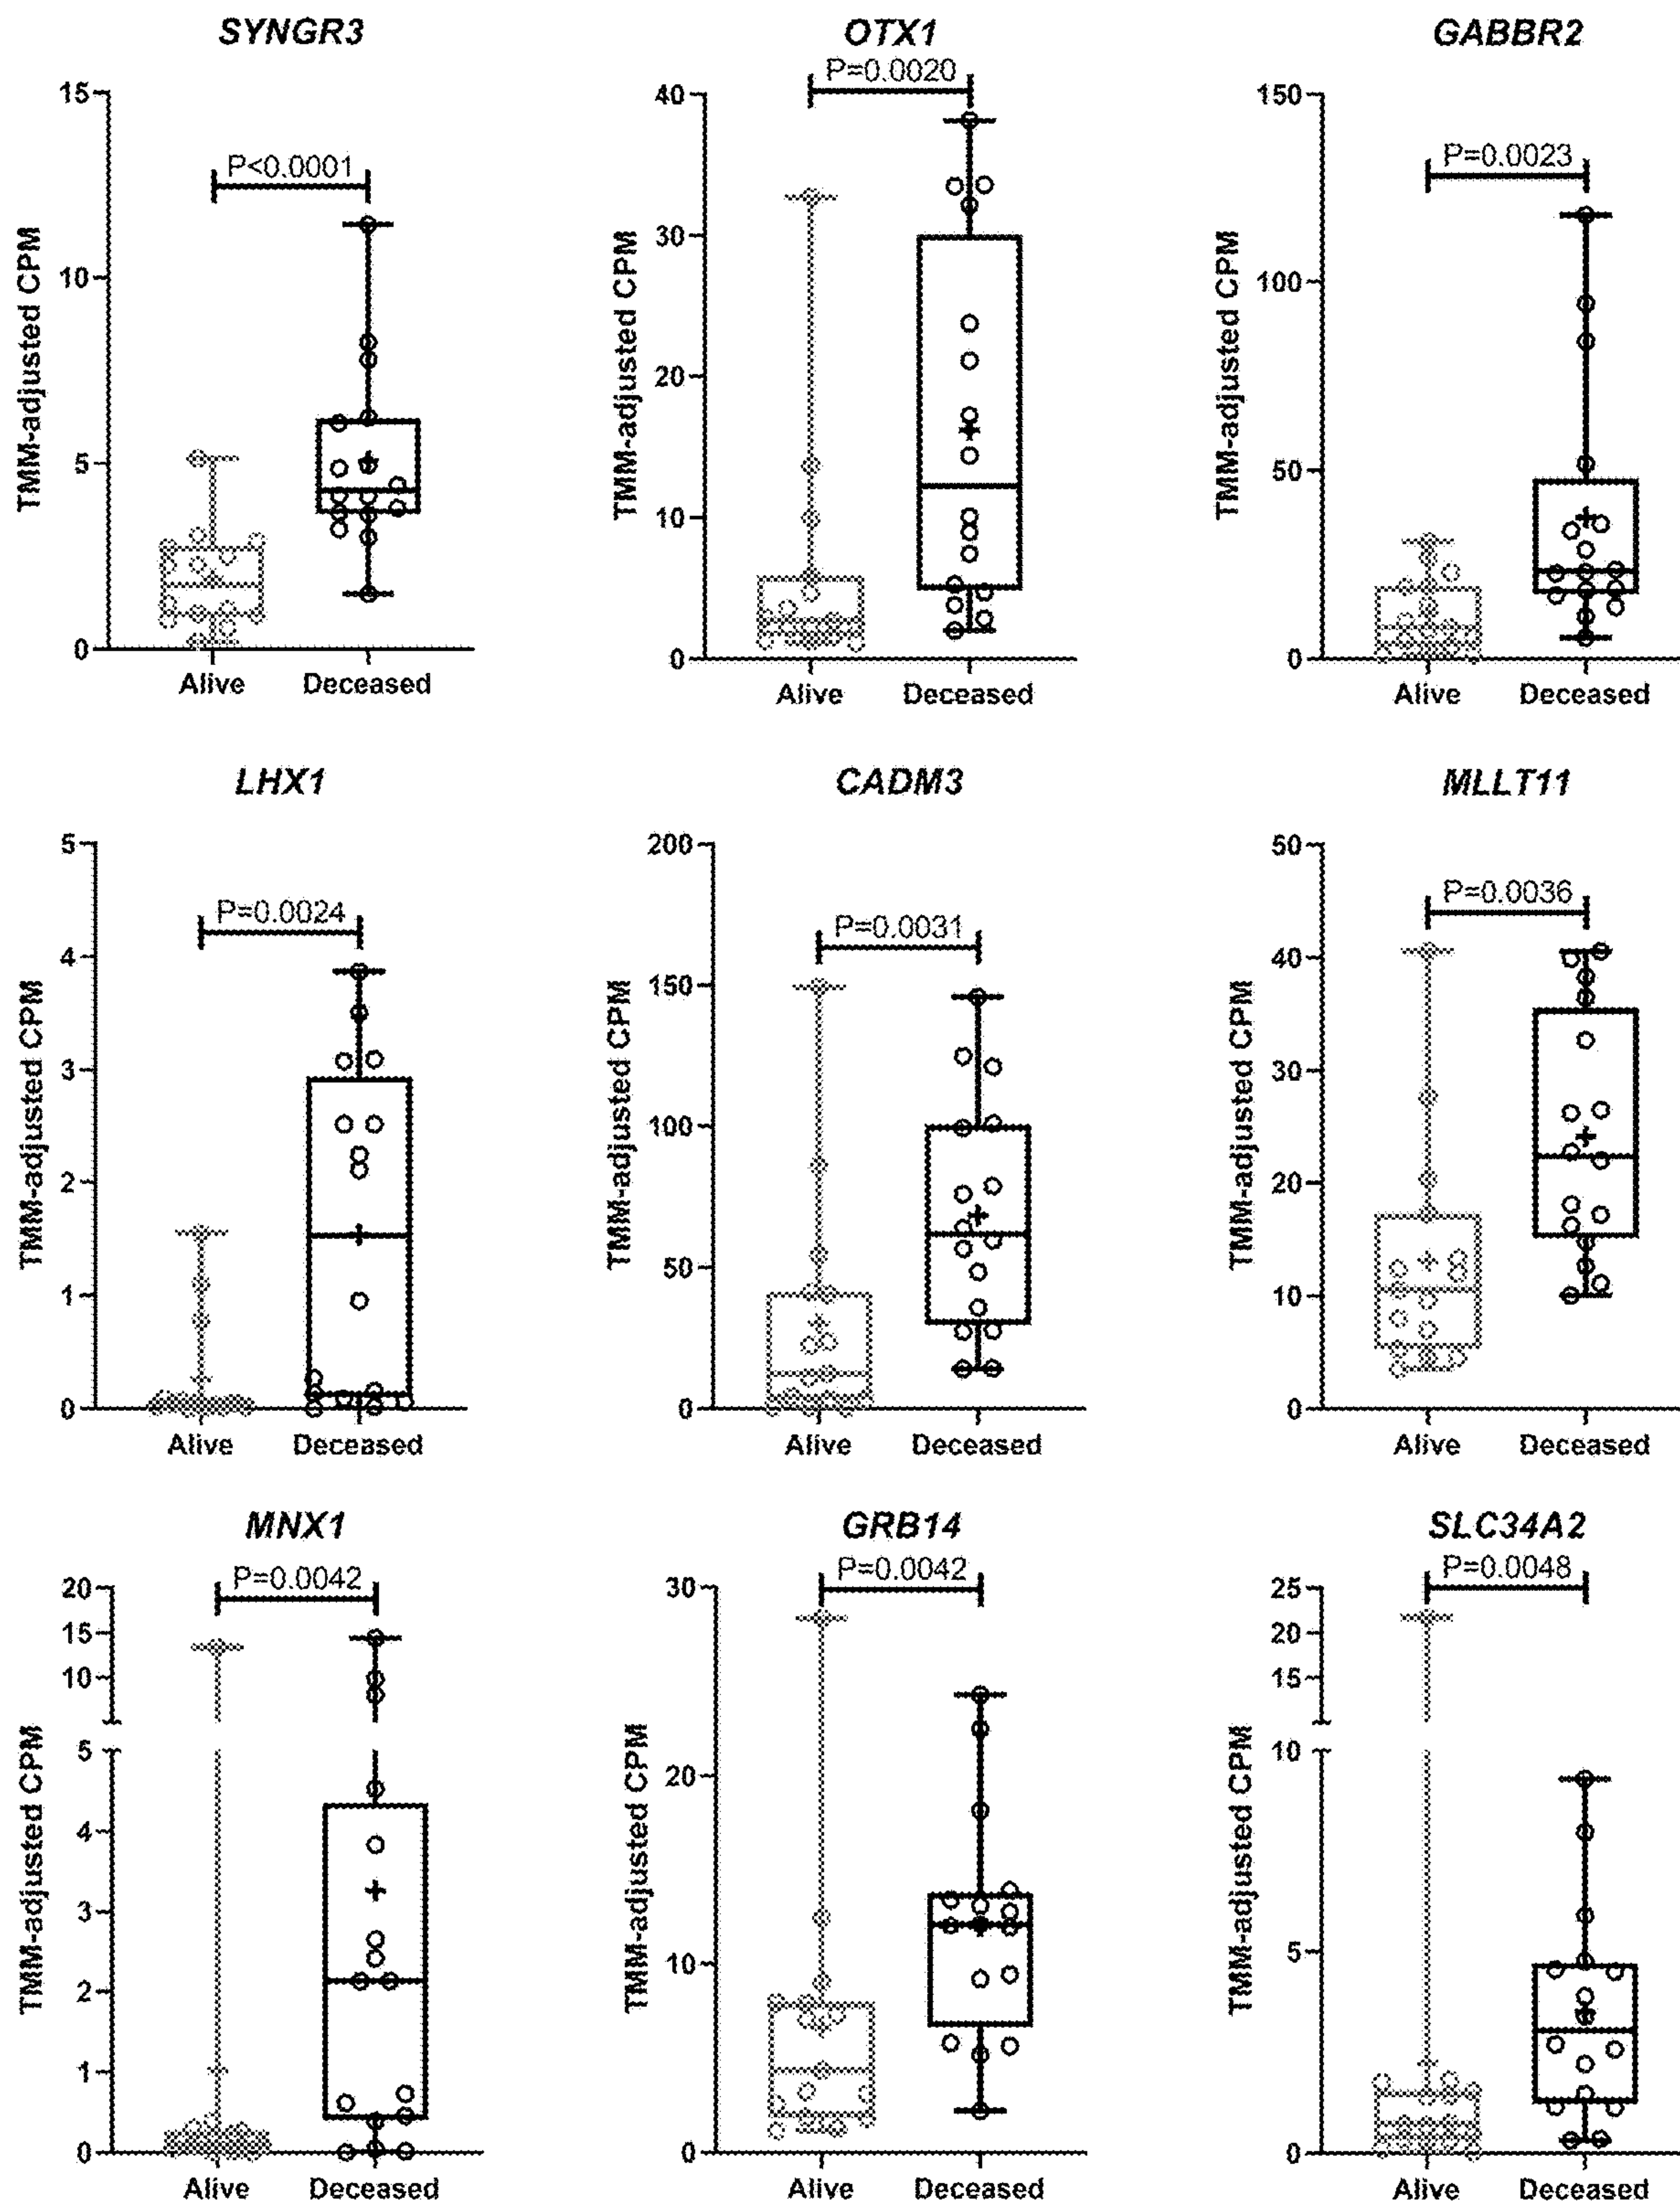 SYNGR3
P<0.0001
TMM-adjusted CPM
15
10
5
0
Alive Deceased
OTX1
P=0.0020
TMM-adjusted CPM
40
30
20
10
0
Alive Deceased
GABBR2
P=0.0023
TMM-adjusted CPM
150
100
50
0
Alive Deceased
LHX1
P=0.0024
TMM-adjusted CPM
5
4
3
2
1
0
Alive Deceased
CADM3
P=0.0031
TMM-adjusted CPM
200
150
100
50
0
Alive Deceased
MLLT11
P=0.0036
TMM-adjusted CPM
50
40
30
20
10
0
Alive Deceased
MNX1
P=0.0042
TMM-adjusted CPM
20
15
10
5
4
3
2
1
0
Alive Deceased
GRB14
P=0.0042
TMM-adjusted CPM
30
20
10
0
Alive Deceased
SLC34A2
P=0.0048
TMM-adjusted CPM
25
20
15
10
5
0
Alive Deceased